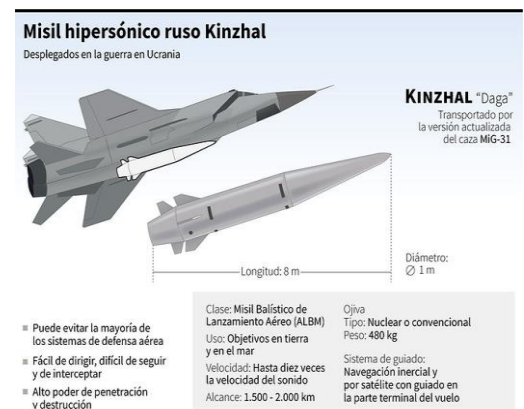 Misil hipersónico ruso Kinzhal
Desplegados en la guerra en Ucrania
KINZHAL "Daga"
Transportado por
la versión actualizada
del caza MiG-31
Longitud: 8 m
Diámetro:
∅ 1 m
Puede evitar la mayoría de
los sistemas de defensa aérea
Fácil de dirigir, difícil de seguir
y de interceptar
Alto poder de penetración
y destrucción
Clase: Misil Balístico de
Lanzamiento Aéreo (ALBM)
Uso: Objetivos en tierra
y en el mar
Velocidad: Hasta diez veces
la velocidad del sonido
Alcance: 1.500 - 2.000 km
Ojiva
Tipo: Nuclear o convencional
Peso: 480 kg
Sistema de guiado:
Navegación inercial y
por satélite con guiado en
la parte terminal del vuelo